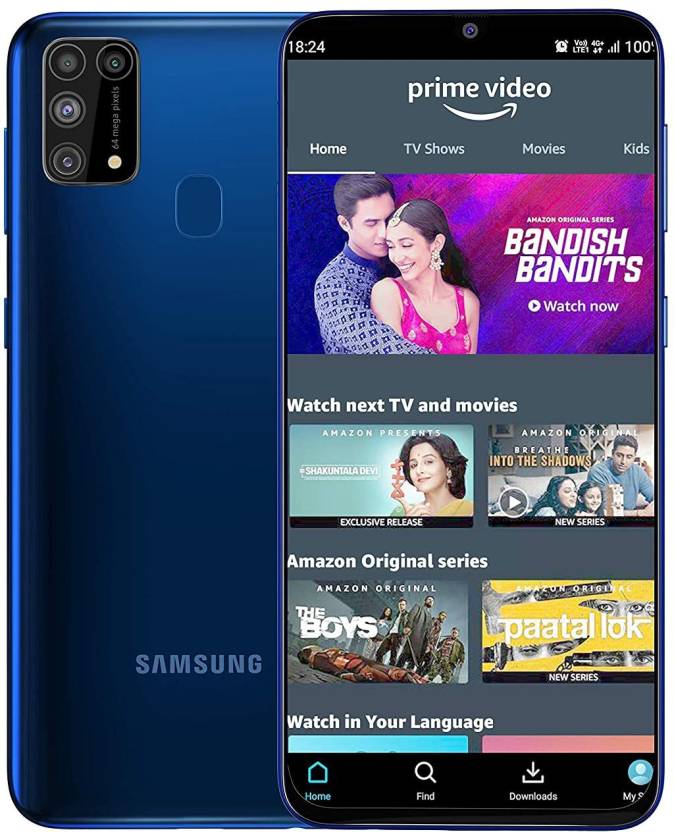 64 mega pixels
SAMSUNG
18:24
Vo))
LTE1
4G+
100%
prime video
Home
TV Shows
Movies
Kids
AMAZON ORIGINAL SERIES
BANDISH
BANDITS
Watch now
Watch next TV and movies
AMAZON PRESENTS
SHAKUNTALA DEVI
EXCLUSIVE RELEASE
AMAZON ORIGINAL
BREATHE
INTO THE SHADOWS
NEW SERIES
Amazon Original series
AMAZON ORIGINAL
THE
BOYS
AMAZON ORIGINAL
paatal lok
NEW SERIES
Watch in Your Language
Home
Find
Downloads
My S